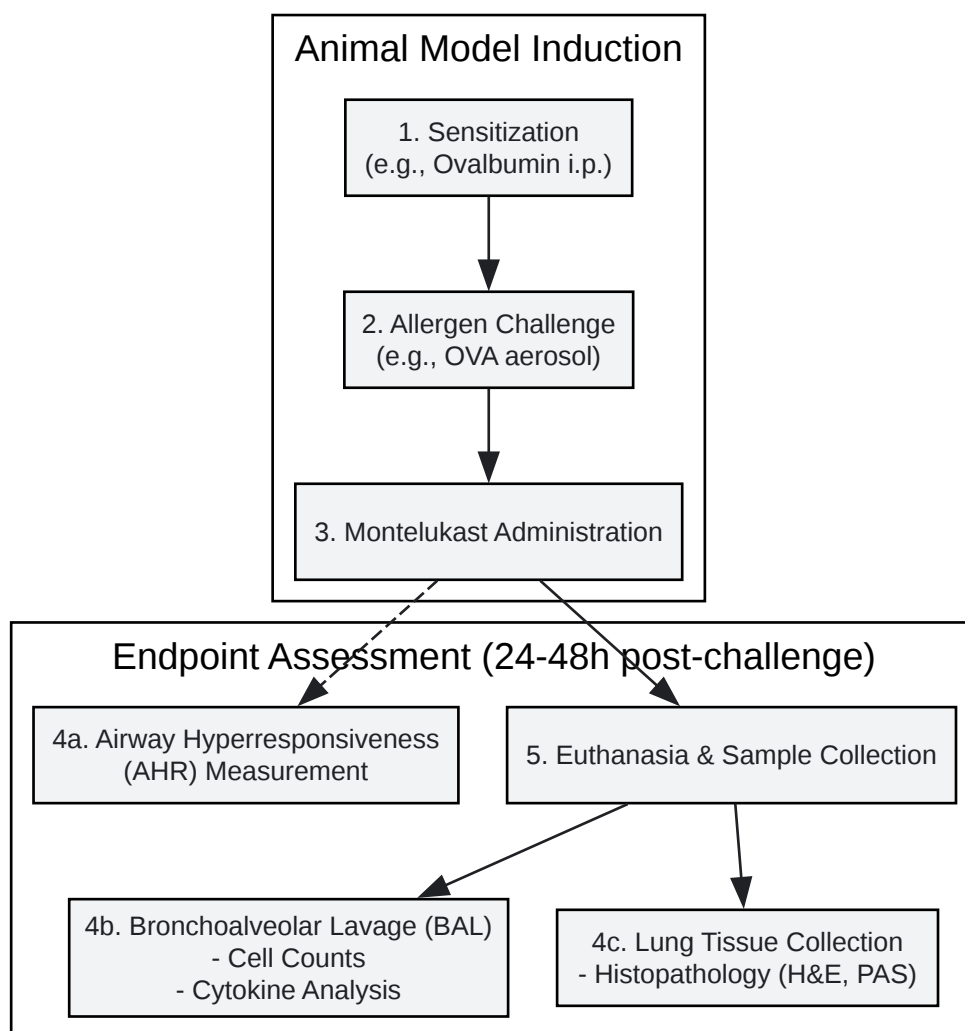 Animal Model Induction
1. Sensitization
(e.g., Ovalbumin i.p.)
2. Allergen Challenge
(e.g., OVA aerosol)
3. Montelukast Administration
Endpoint Assessment (24-48h post-challenge)
4a. Airway Hyperresponsiveness
(AHR) Measurement
5. Euthanasia & Sample Collection
4b. Bronchoalveolar Lavage (BAL)
- Cell Counts
- Cytokine Analysis
4c. Lung Tissue Collection
- Histopathology (H&E, PAS)